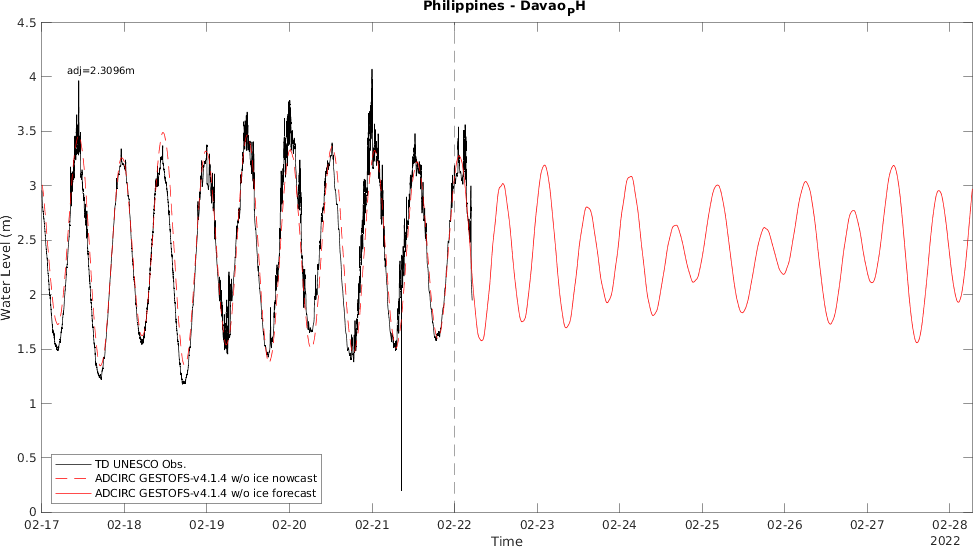 Philippines - Davao_PH
4.5
adj=2.3096m
4
3.5
3
2.5
2
1.5
1
0.5
0
Water Level (m)
TD UNESCO Obs.
ADCIRC GESTOFS-v4.1.4 w/o ice nowcast
ADCIRC GESTOFS-v4.1.4 w/o ice forecast
02-17 02-18 02-19 02-20 02-21 02-22 02-23 02-24 02-25 02-26 02-27 02-28
Time 2022